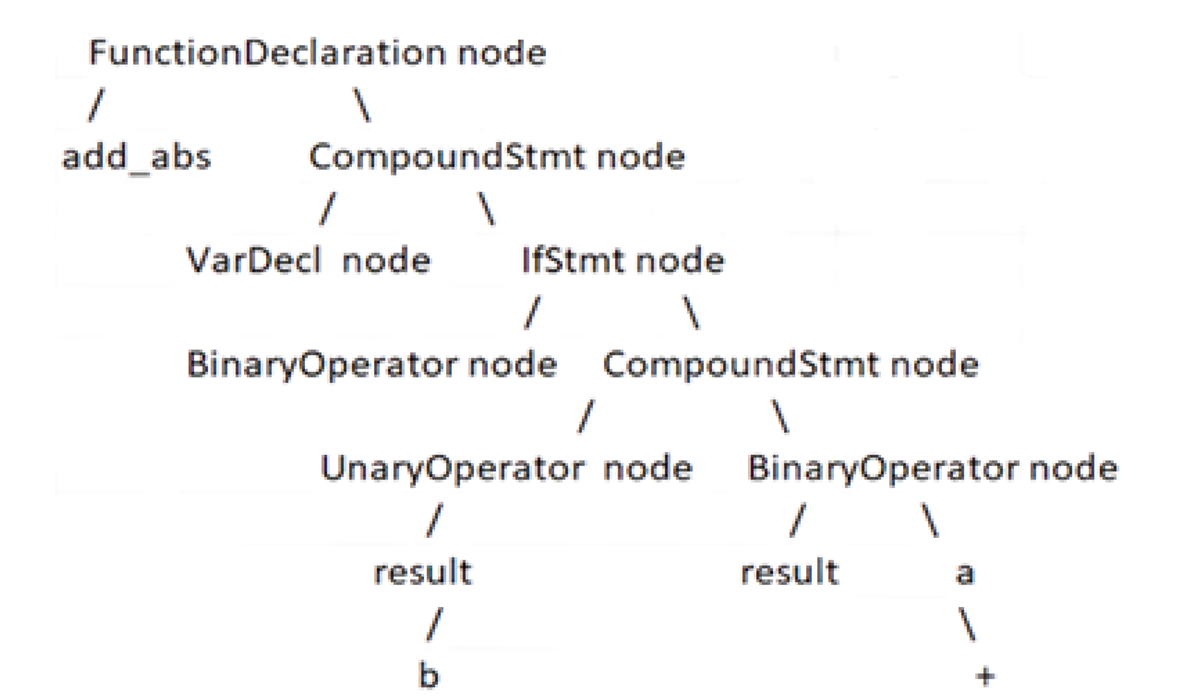 FunctionDeclaration node
/ \
add_abs CompoundStmt node
/ \
VarDecl node IfStmt node
/ \
BinaryOperator node CompoundStmt node
/ \
UnaryOperator node BinaryOperator node
/ / \
result result a
/ \
b +